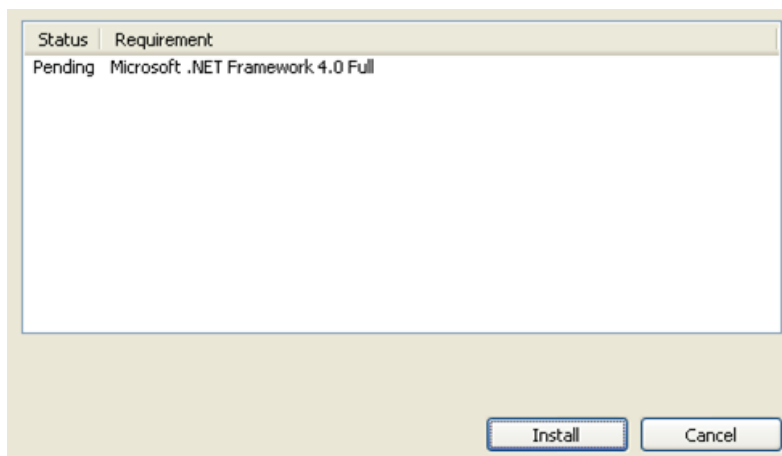 Status Requirement
Pending Microsoft .NET Framework 4.0 Full
Install Cancel